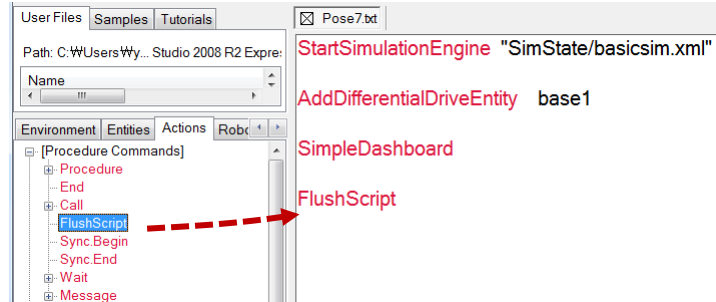 User Files Samples Tutorials
Path: C:₩Users₩y... Studio 2008 R2 Expre:
Name
Environment Entities Actions Robc
[Procedure Commands]
Procedure
End
Call
FlushScript
Sync.Begin
Sync.End
Wait
Message
Pose7.txt
StartSimulationEngine "SimState/basicsim.xml"
AddDifferentialDriveEntity base1
SimpleDashboard
FlushScript